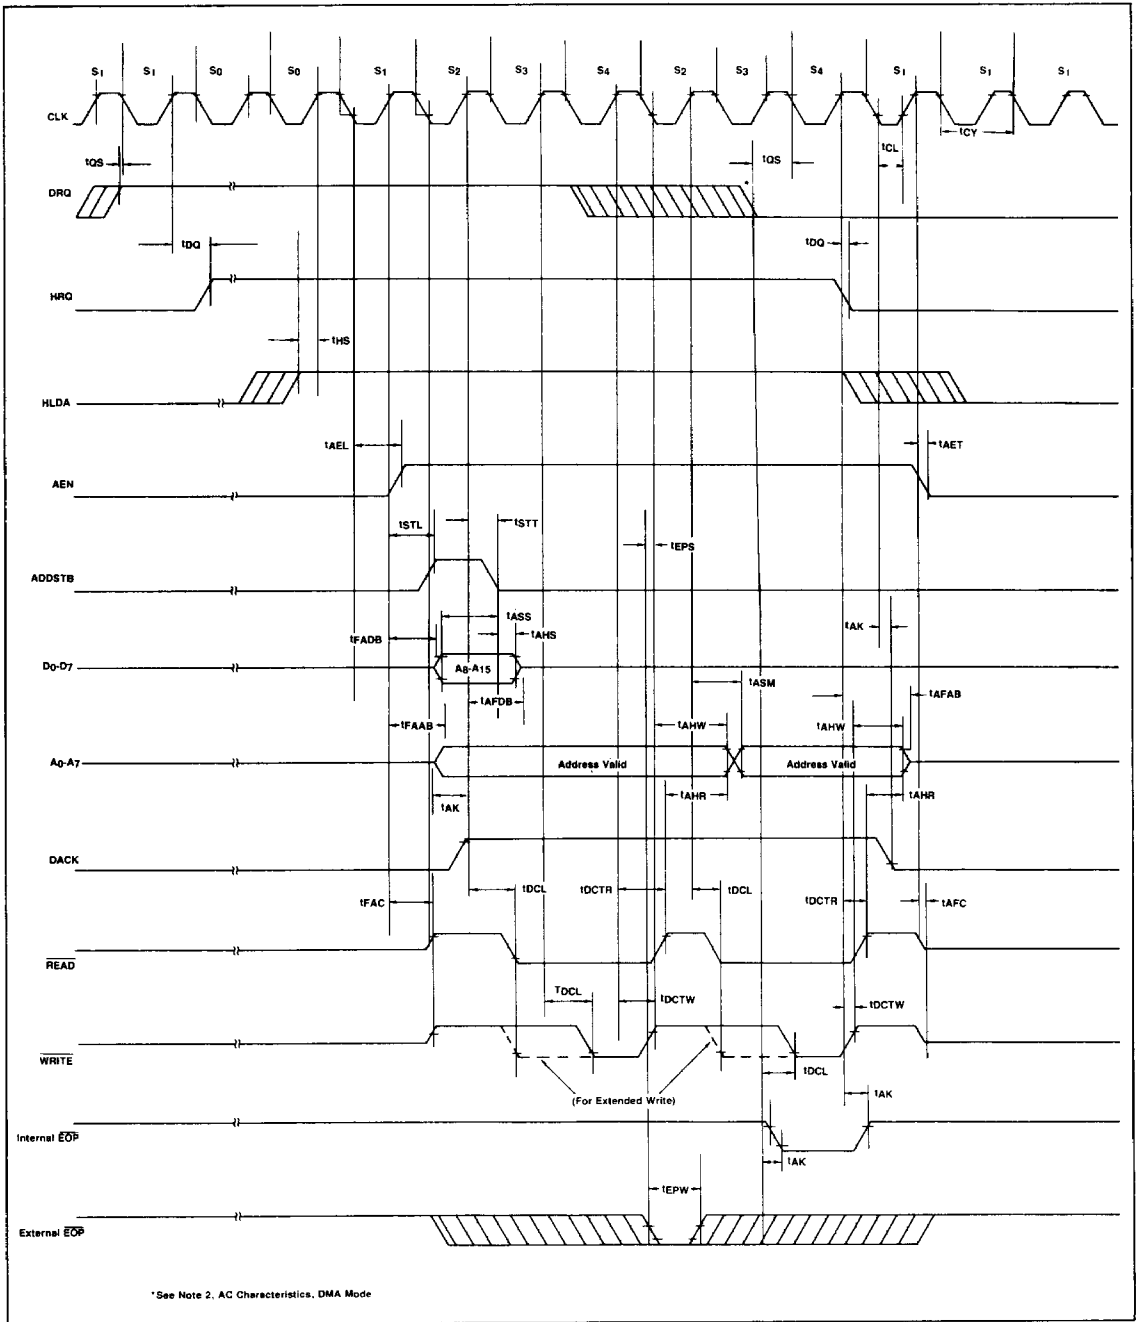 SI SI S0 S0 S1 S2 S3 S4 S2 S3 S4 S1 S1 S1
CLK
tCL
tCY
tQS
tQS
DRQ
*
tDQ
tDQ
HRQ
tHS
HLDA
tAEL
tAET
AEN
tSTL
tSTT
tEPS
ADDSTB
tASS
tAK
tFADB
tAHS
D0-D7
A8-A15
tASM
tAFDB
tAFAB
tFAAB
tAHW
tAHW
A0-A7
Address Valid
Address Valid
tAK
tAHR
tAHR
DACK
tDCL
tDCTR
tDCL
tDCTR
tAFC
tFAC
READ
TDCL
tDCTW
tDCTW
WRITE
tDCL
(For Extended Write)
tAK
Internal EOP
tAK
tEPW
External EOP
*See Note 2, AC Characteristics, DMA Mode